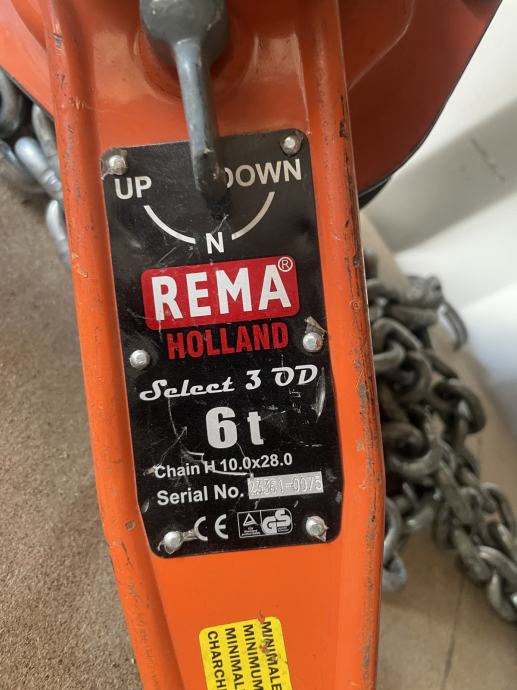 UP DOWN
N
REMA®
HOLLAND
Select 3 OD
6t
Chain H 10.0x28.0
Serial No.
CE GS
MINIMALE
MINIMUM
MINIMAL
CHARCH